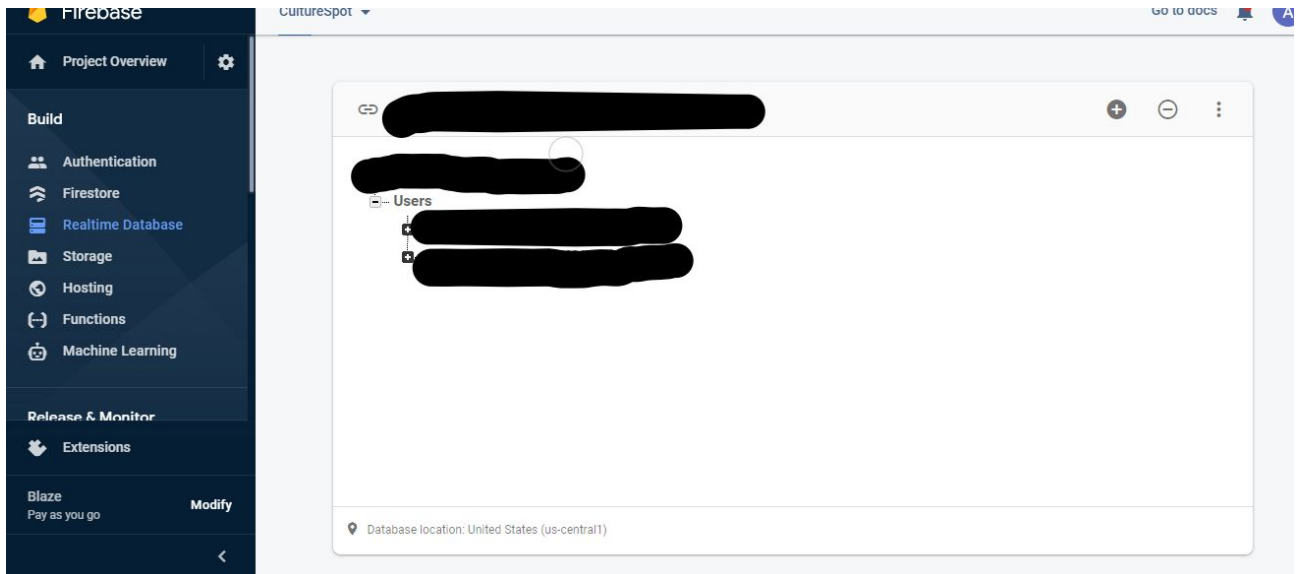 Firebase
CultureSpot
Go to docs
A
Project Overview
Build
Authentication
Firestore
Realtime Database
Storage
Hosting
Functions
Machine Learning
Release & Monitor
Extensions
Blaze
Pay as you go
Modify
Users
Database location: United States (us-central1)